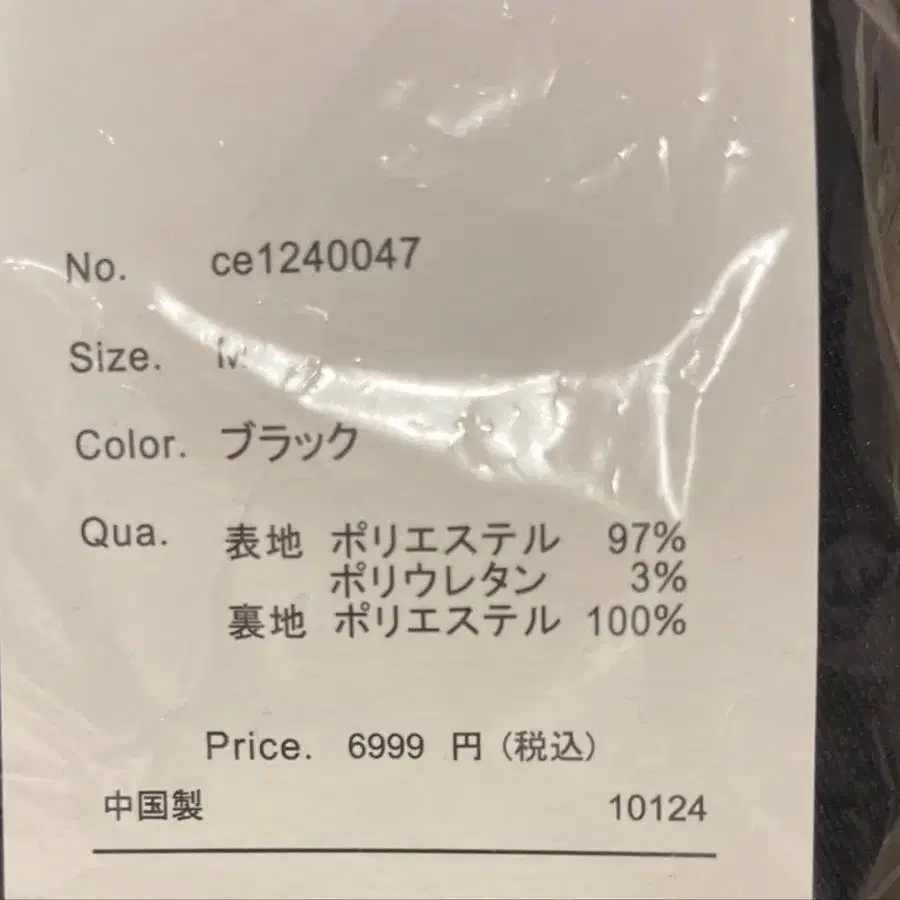 No. ce1240047
Size. M
Color. ブラック
Qua. 表地 ポリエステル 97%
ポリウレタン 3%
裏地 ポリエステル 100%
Price. 6999 円 (税込)
中国製 10124